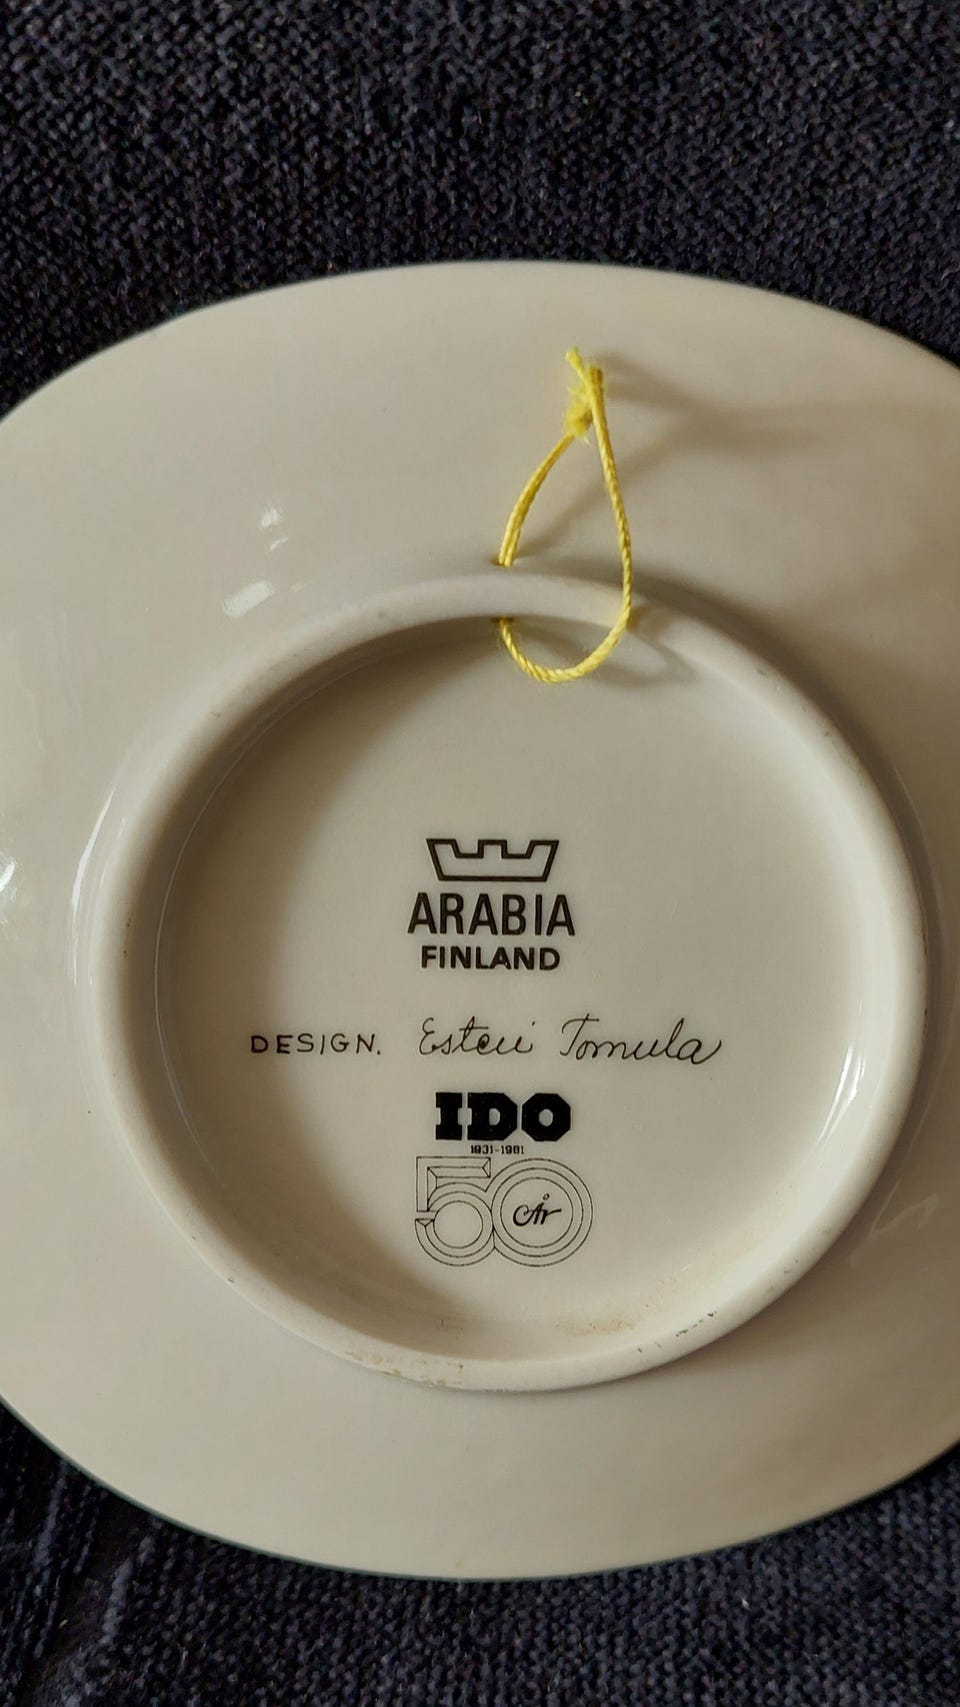 ARABIA
FINLAND
DESIGN. Esteri Tomula
IDO
1931-1981
50 År